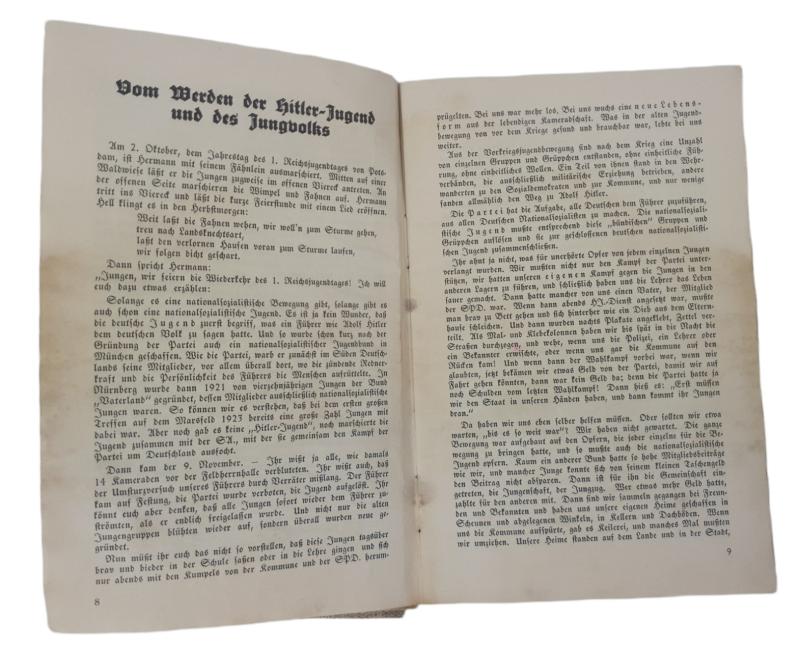 Vom Werden der Hitler-Jugend
und des Jungvolks
Am 2. Oktober, dem Jahrestag des 1. Reichsjugendtages von Pots-
dam, ist Hermann mit seinem Fähnlein ausmarschiert. Mitten auf einer
Waldwiese läßt er die Jungen zugweise im offenen Viereck antreten. An
der offenen Seite marschieren die Wimpel und Fahnen auf. Hermann
tritt ins Viereck und läßt die kurze Feierstunde mit einem Lied eröffnen.
Hell klingt es in den Herbstmorgen:
Weit laßt die Fahnen wehen, wir woll'n zum Sturme gehen,
treu nach Landsknechtsart,
laßt den verlornen Haufen voran zum Sturme laufen,
wir folgen dicht geschart.
Dann spricht Hermann:
„Jungen, wir feiern die Wiederkehr des 1. Reichsjugendtages! Ich will
euch dazu etwas erzählen:
Solange es eine nationalsozialistische Bewegung gibt, solange gibt es
auch schon eine nationalsozialistische Jugend. Es ist ja kein Wunder, daß
die deutsche Jugend zuerst begriff, was ein Führer wie Adolf Hitler
dem deutschen Volk zu sagen hatte. Und so wurde schon kurz nach der
Gründung der Partei auch ein nationalsozialistischer Jugendbund in
München geschaffen. Wie die Partei, warb er zunächst im Süden Deutsch-
lands seine Mitglieder, vor allem überall dort, wo die zündende Redner-
kraft und die Persönlichkeit des Führers die Menschen aufrüttelte. In
Nürnberg wurde dann 1921 von vierzehnjährigen Jungen der Bund
„Vaterland“ gegründet, dessen Mitglieder ausschließlich nationalsozialistische
Jungen waren. So können wir es verstehen, daß bei dem ersten großen
Treffen auf dem Marsfeld 1923 bereits eine große Zahl Jungen mit
dabei war. Aber noch gab es keine „Hitler-Jugend“, noch marschierte die
Jugend zusammen mit der SA., mit der sie gemeinsam den Kampf der
Partei um Deutschland ausfocht.
Dann kam der 9. November. — Ihr wißt ja alle, wie damals
14 Kameraden vor der Feldherrnhalle verbluteten. Ihr wißt auch, daß
der Umsturzversuch unseres Führers durch Verräter mißlang. Der Führer
kam auf Festung, die Partei wurde verboten, die Jugend aufgelöst. Ihr
könnt euch aber denken, daß alle Jungen sofort wieder dem Führer zu-
strömten, als er endlich freigelassen wurde. Und nicht nur die alten
Jungengruppen blühten wieder auf, sondern überall wurden neue ge-
gründet.
Nun müßt ihr euch das nicht so vorstellen, daß diese Jungen tagsüber
brav und bieder in der Schule saßen oder in die Lehre gingen und sich
nur abends mit den Kumpels von der Kommune und der SPD. herum-
8
prügelten. Bei uns war mehr los. Bei uns wuchs eine neue Lebens-
form aus der lebendigen Kameradschaft. Was in der alten Jugend-
bewegung von vor dem Kriege gesund und brauchbar war, lebte bei uns
weiter.
Aus der Vorkriegsjugendbewegung sind nach dem Krieg eine Unzahl
von einzelnen Gruppen und Grüppchen entstanden, ohne einheitliche Füh-
rung, ohne einheitliches Wollen. Ein Teil von ihnen fand in den Wehr-
verbänden, die ausschließlich militärischer Erziehung betrieben, andere
wanderten zu den Sozialdemokraten und zur Kommune, und nur wenige
fanden allmählich den Weg zu Adolf Hitler.
Die Partei hat die Aufgabe, alle Deutschen dem Führer zuzuführen,
aus allen Deutschen Nationalsozialisten zu machen. Die nationalsoziali-
stische Jugend mußte entsprechend diese „bündischen“ Gruppen und
Grüppchen auflösen und sie zur geschlossenen deutschen nationalsozialisti-
schen Jugend zusammenschließen.
Ihr ahnt ja nicht, was für unerhörte Opfer von jedem einzelnen Jungen
verlangt wurden. Wir mußten nicht nur den Kampf der Partei unter-
stützen, wir hatten unseren eigenen Kampf gegen die Jungen in den
anderen Lagern zu führen, und schließlich haben uns die Lehrer das Leben
sauer gemacht. Dann hatte mancher von uns einen Vater, der Mitglied
der SPD. war. Wenn dann abends HJ.-Dienst angesetzt war, mußte
man brav zu Bett gehen und sich hinterher wie ein Dieb aus dem Eltern-
hause schleichen. Und dann wurden nachts Plakate angeklebt, Zettel ver-
teilt. Als Mal- und Klebekolonnen haben wir bis spät in die Nacht die
Straßen durchzogen, und wehe, wenn uns die Polizei, ein Lehrer oder
ein Bekannter erwischte, oder wenn uns gar die Kommune auf den
Rücken kam! Und wenn dann der Wahlkampf vorbei war, wenn wir
glaubten, jetzt bekämen wir etwas Geld von der Partei, damit wir auf
Fahrt gehen könnten, dann war kein Geld da; denn die Partei hatte ja
noch Schulden vom letzten Wahlkampf! Dann hieß es: „Erst müssen
wir den Staat in unseren Händen haben, und dann kommt ihr Jungen
dran.“
Da haben wir uns eben selber helfen müssen. Oder sollten wir etwa
warten, „bis es so weit war“? Wir haben nicht gewartet. Die ganze
Bewegung war aufgebaut auf den Opfern, die jeder einzelne für die Be-
wegung zu bringen hatte, und so mußte auch die nationalsozialistische
Jugend opfern. Kaum ein anderer Bund hatte so hohe Mitgliedsbeiträge
wie wir, und mancher Junge konnte sich von seinem kleinen Taschengeld
den Beitrag nicht absparen. Dann ist für ihn die Gemeinschaft ein-
getreten, die Jungenschaft, der Jungzug. Wer etwas mehr Geld hatte,
zahlte für den anderen mit. Dann sind wir sammeln gegangen bei Freun-
den und Bekannten und haben uns unsere eigenen Heime geschaffen in
Scheunen und abgelegenen Winkeln, in Kellern und Dachböden. Wenn
uns die Kommune aufspürte, gab es Keilerei, und manches Mal mußten
wir umziehen. Unsere Heime standen auf dem Lande und in der Stadt,
9